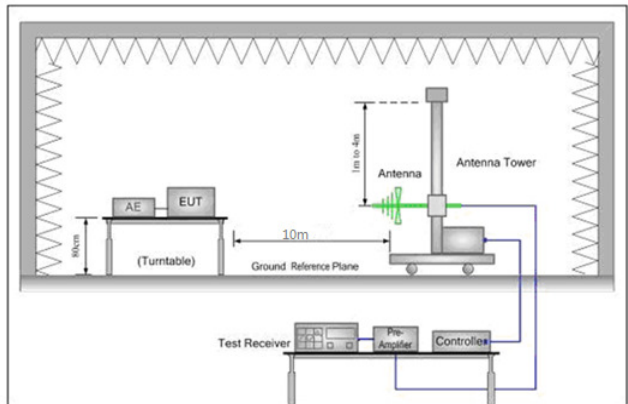 1m to 4m
Antenna
Antenna Tower
AE
EUT
80cm
(Turntable)
10m
Ground Reference Plane
Test Receiver
Pre-
Amplifier
Controller